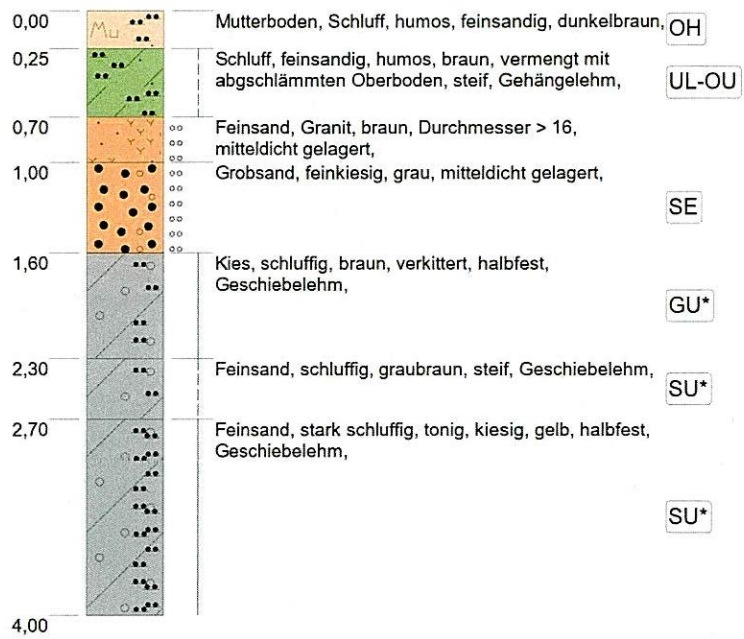 0,00
Mutterboden, Schluff, humos, feinsandig, dunkelbraun,
OH
Mu
0,25
Schluff, feinsandig, humos, braun, vermengt mit
abgschlämmten Oberboden, steif, Gehängelehm,
UL-OU
0,70
Feinsand, Granit, braun, Durchmesser > 16,
mitteldicht gelagert,
1,00
Grobsand, feinkiesig, grau, mitteldicht gelagert,
SE
1,60
Kies, schluffig, braun, verkittert, halbfest,
Geschiebelehm,
GU*
2,30
Feinsand, schluffig, graubraun, steif, Geschiebelehm,
SU*
2,70
Feinsand, stark schluffig, tonig, kiesig, gelb, halbfest,
Geschiebelehm,
SU*
4,00